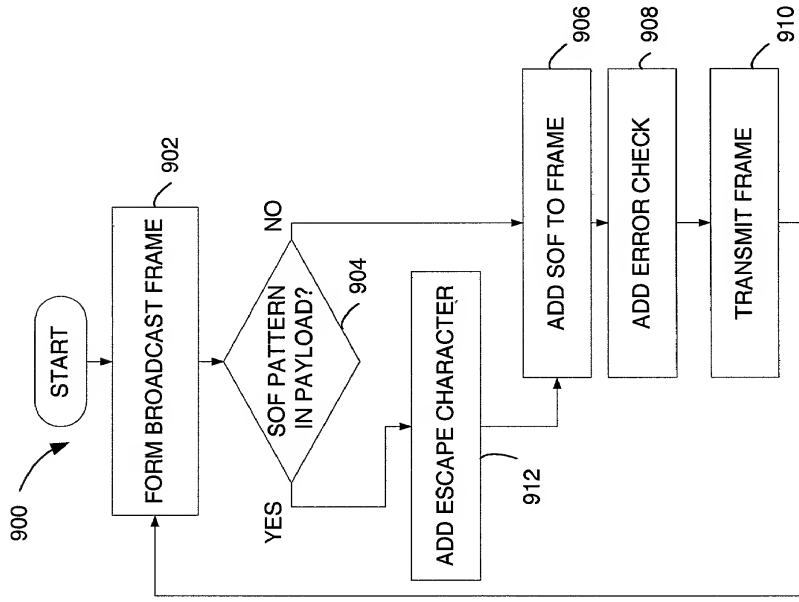 900
START
FORM BROADCAST FRAME
902
SOF PATTERN
IN PAYLOAD?
904
YES
NO
ADD ESCAPE CHARACTER
912
ADD SOF TO FRAME
906
ADD ERROR CHECK
908
TRANSMIT FRAME
910